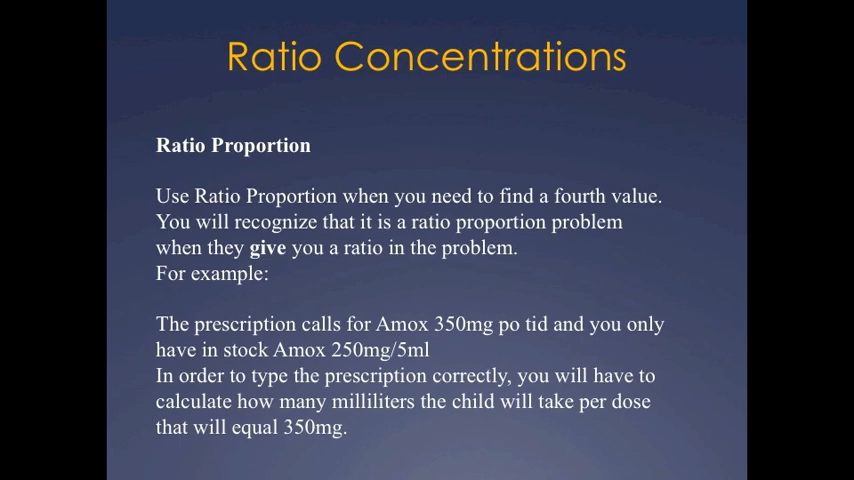 Ratio Concentrations
Ratio Proportion
Use Ratio Proportion when you need to find a fourth value.
You will recognize that it is a ratio proportion problem
when they give you a ratio in the problem.
For example:
The prescription calls for Amox 350mg po tid and you only
have in stock Amox 250mg/5ml
In order to type the prescription correctly, you will have to
calculate how many milliliters the child will take per dose
that will equal 350mg.